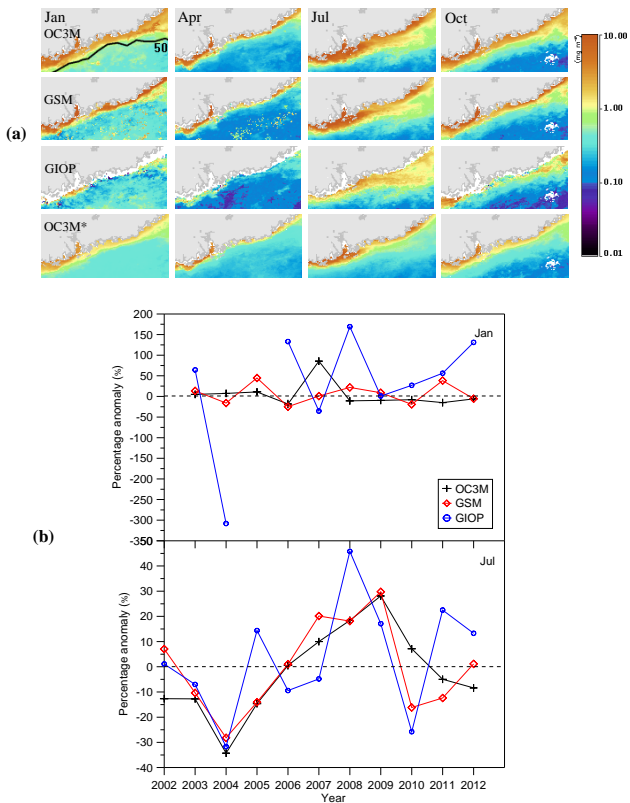 Jan Apr Jul Oct
OC3M
50
GSM
GIOP
OC3M*
(a)
10.00
(mg m⁻³)
1.00
0.10
0.01
200
150
100
50
0
-50
-100
-150
-200
-250
-300
-350
Percentage anomaly (%)
Jan
OC3M
GSM
GIOP
(b)
50
40
30
20
10
0
-10
-20
-30
-40
Percentage anomaly (%)
Jul
2002 2003 2004 2005 2006 2007 2008 2009 2010 2011 2012
Year